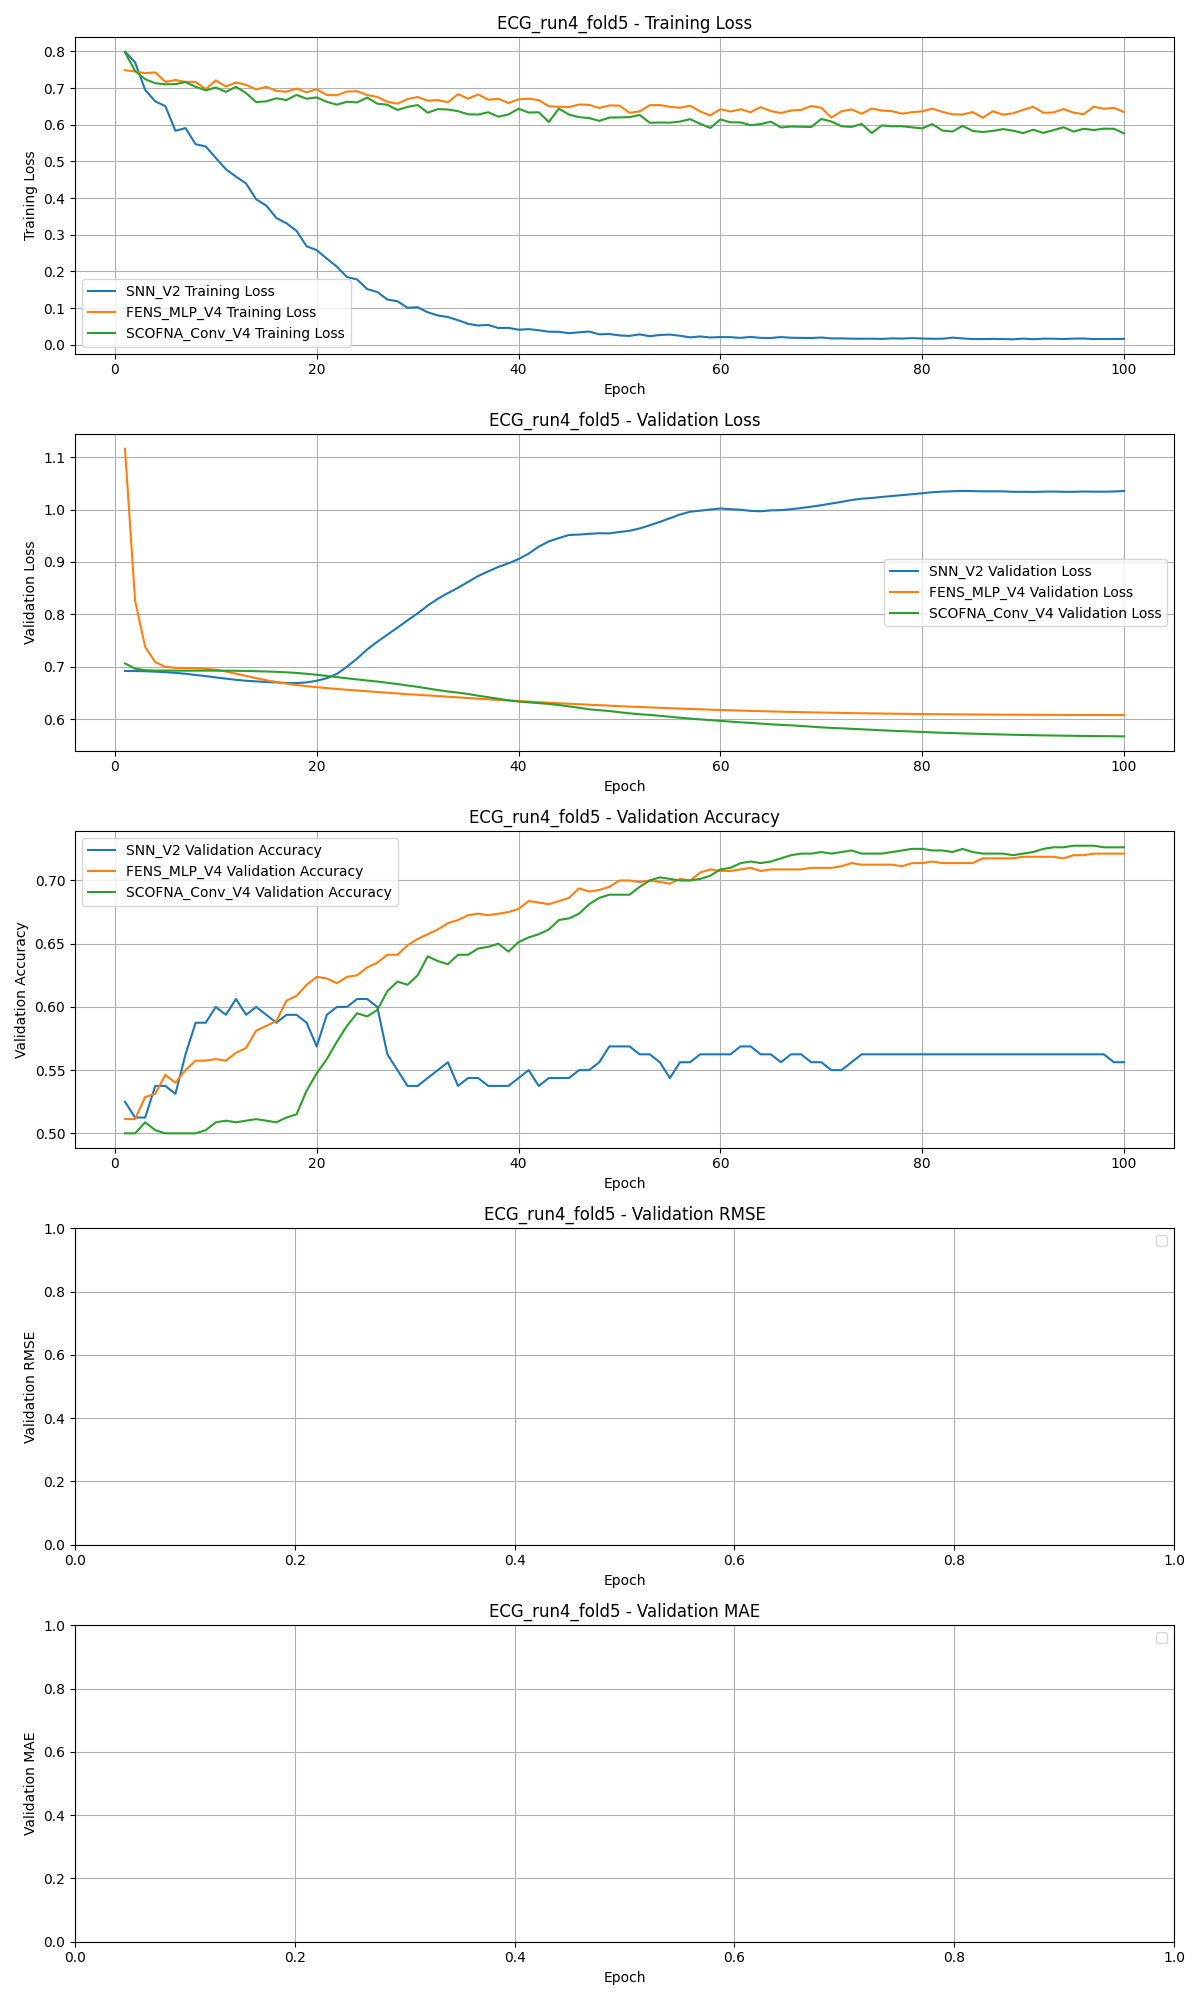 ECG_run4_fold5 - Training Loss
0.8
0.7
0.6
0.5
0.4
0.3
0.2
0.1
0.0
Training Loss
SNN_V2 Training Loss
FENS_MLP_V4 Training Loss
SCOFNA_Conv_V4 Training Loss
0 20 40 60 80 100
Epoch
ECG_run4_fold5 - Validation Loss
1.1
1.0
0.9
0.8
0.7
0.6
Validation Loss
SNN_V2 Validation Loss
FENS_MLP_V4 Validation Loss
SCOFNA_Conv_V4 Validation Loss
0 20 40 60 80 100
Epoch
ECG_run4_fold5 - Validation Accuracy
SNN_V2 Validation Accuracy
FENS_MLP_V4 Validation Accuracy
SCOFNA_Conv_V4 Validation Accuracy
0.70
0.65
0.60
0.55
0.50
Validation Accuracy
0 20 40 60 80 100
Epoch
ECG_run4_fold5 - Validation RMSE
1.0
0.8
0.6
0.4
0.2
0.0
Validation RMSE
0.0 0.2 0.4 0.6 0.8 1.0
Epoch
ECG_run4_fold5 - Validation MAE
1.0
0.8
0.6
0.4
0.2
0.0
Validation MAE
0.0 0.2 0.4 0.6 0.8 1.0
Epoch